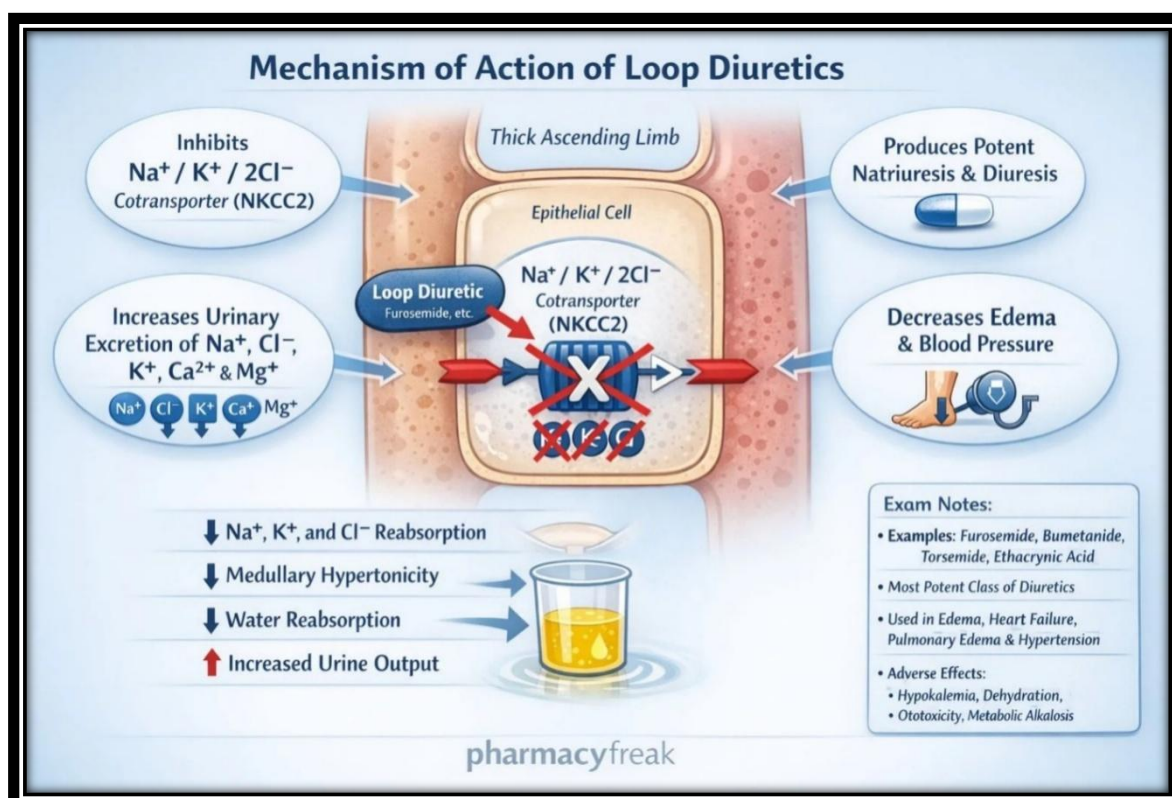 Mechanism of Action of Loop Diuretics
Inhibits
Na⁺ / K⁺ / 2Cl⁻
Cotransporter (NKCC2)
Increases Urinary
Excretion of Na⁺, Cl⁻,
K⁺, Ca²⁺ & Mg⁺
Na⁺ Cl⁻ K⁺ Ca⁺ Mg⁺
Thick Ascending Limb
Epithelial Cell
Na⁺ / K⁺ / 2Cl⁻
Cotransporter
(NKCC2)
Loop Diuretic
Furosemide, etc.
X
K
Produces Potent
Natriuresis & Diuresis
Decreases Edema
& Blood Pressure
Na⁺, K⁺, and Cl⁻ Reabsorption
Medullary Hypertonicity
Water Reabsorption
Increased Urine Output
Exam Notes:
• Examples: Furosemide, Bumetanide,
Torsemide, Ethacrynic Acid
• Most Potent Class of Diuretics
• Used in Edema, Heart Failure,
Pulmonary Edema & Hypertension
• Adverse Effects:
• Hypokalemia, Dehydration,
• Ototoxicity, Metabolic Alkalosis
pharmacyfreak